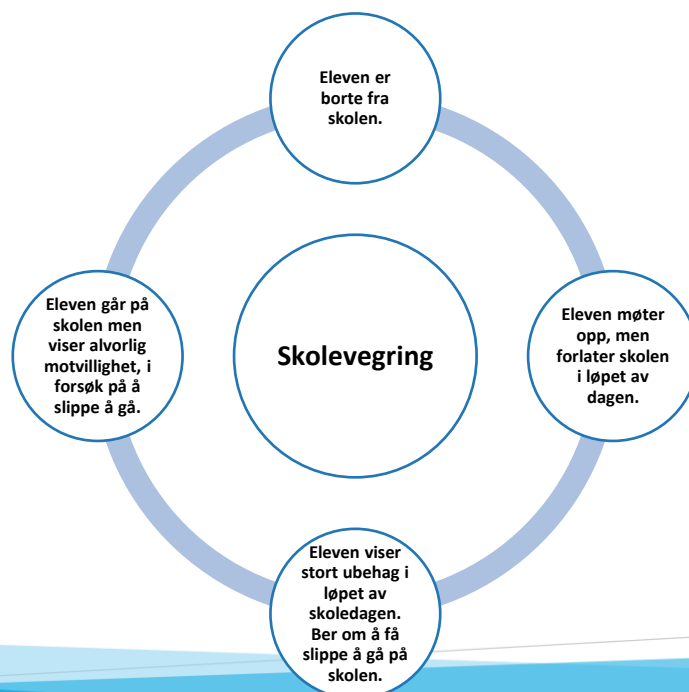 Eleven er
borte fra
skolen.
Eleven går på
skolen men
viser alvorlig
motvillighet, i
forsøk på å
slippe å gå.
Skolevegring
Eleven møter
opp, men
forlater skolen
i løpet av
dagen.
Eleven viser
stort ubehag i
løpet av
skoledagen.
Ber om å få
slippe å gå på
skolen.